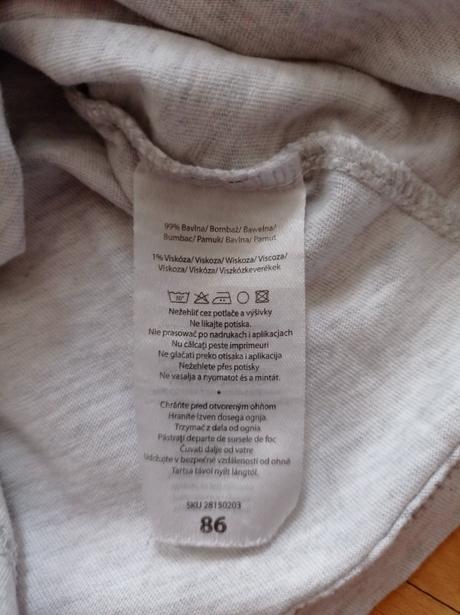 99% Bavlna/ Bombaž/ Bawełna/
Bumbac/ Pamuk/ Bavlna/ Pamut
1% Viskóza/ Viskoza/ Wiskoza/ Viscoza/
Viskoza/ Viskóza/ Viszkózkeverékek
Nežehliť cez potlače a výšivky
Ne likajte potiska.
Nie prasować po nadrukach i aplikacjach
Nu călcați peste imprimeuri
Ne glačati preko otisaka i aplikacija
Nežehlete přes potisky
Ne vasalja a nyomatot és a mintát.
Chráňte pred otvoreným ohňom
Hranite izven dosega ognja.
Trzymać z dala od ognia
Păstrați departe de sursele de foc
Čuvati dalje od vatre
Udržujte v bezpečné vzdálenosti od ohně
Tartsa távol nyílt lángtól.
SKU 28150203
86